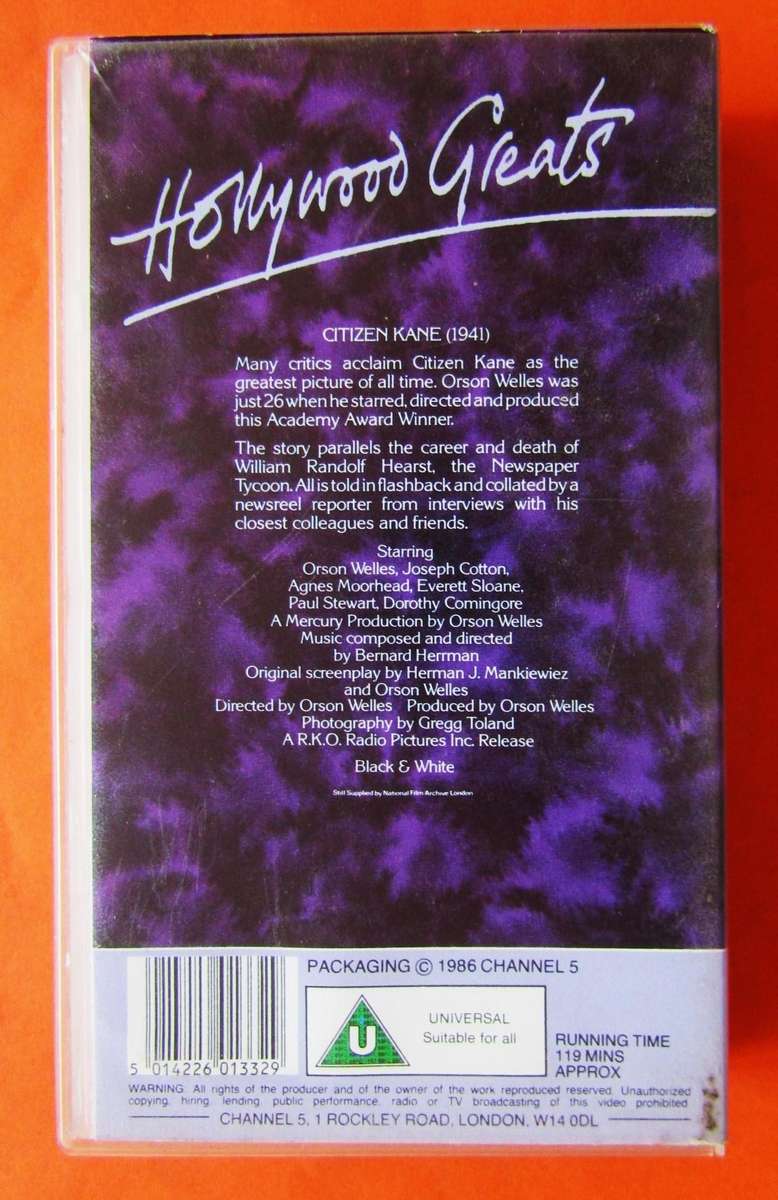 Hollywood Greats
CITIZEN KANE (1941)
Many critics acclaim Citizen Kane as the
greatest picture of all time. Orson Welles was
just 26 when he starred, directed and produced
this Academy Award Winner.
The story parallels the career and death of
William Randolf Hearst, the Newspaper
Tycoon. All is told in flashback and collated by a
newsreel reporter from interviews with his
closest colleagues and friends.
Starring
Orson Welles, Joseph Cotton,
Agnes Moorhead, Everett Sloane,
Paul Stewart, Dorothy Comingore
A Mercury Production by Orson Welles
Music composed and directed
by Bernard Herrman
Original screenplay by Herman J. Mankiewiez
and Orson Welles
Directed by Orson Welles Produced by Orson Welles
Photography by Gregg Toland
A R.K.O. Radio Pictures Inc. Release
Black & White
Still Supplied by National Film Archive London
PACKAGING © 1986 CHANNEL 5
U
UNIVERSAL
Suitable for all
RUNNING TIME
119 MINS
APPROX
5 014226 013329
WARNING. All rights of the producer and of the owner of the work reproduced reserved. Unauthorized
copying, hiring, lending, public performance, radio or TV broadcasting of this video prohibited.
CHANNEL 5, 1 ROCKLEY ROAD, LONDON, W14 0DL